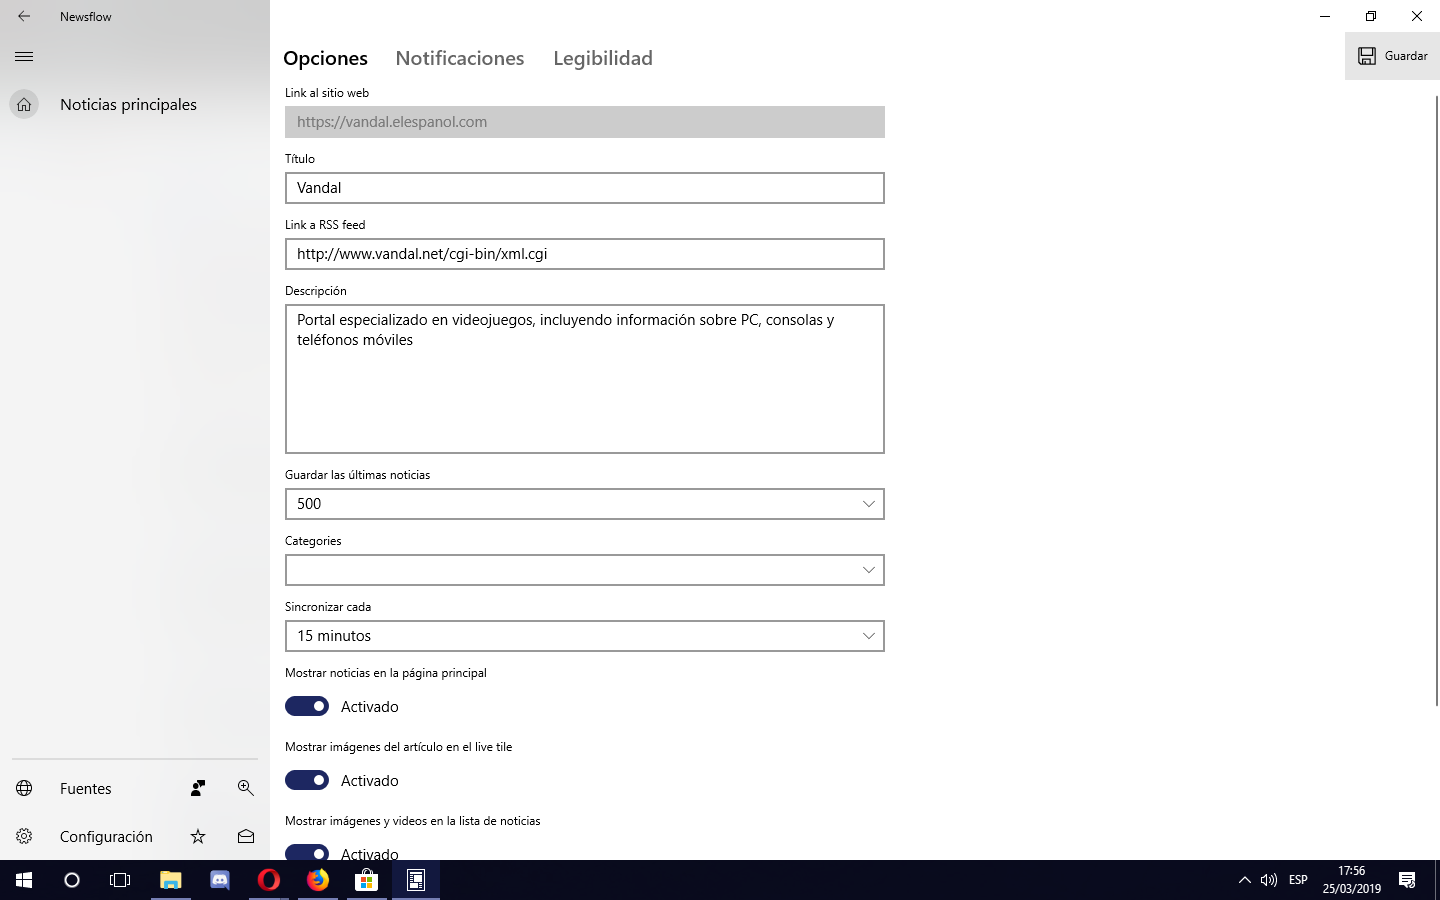 Newsflow
Noticias principales
Fuentes
Configuración
Opciones
Notificaciones
Legibilidad
Guardar
Link al sitio web
https://vandal.elespanol.com
Título
Vandal
Link a RSS feed
http://www.vandal.net/cgi-bin/xml.cgi
Descripción
Portal especializado en videojuegos, incluyendo información sobre PC, consolas y
teléfonos móviles
Guardar las últimas noticias
500
Categories
Sincronizar cada
15 minutos
Mostrar noticias en la página principal
Activado
Mostrar imágenes del artículo en el live tile
Activado
Mostrar imágenes y videos en la lista de noticias
Activado
ESP
17:56
25/03/2019